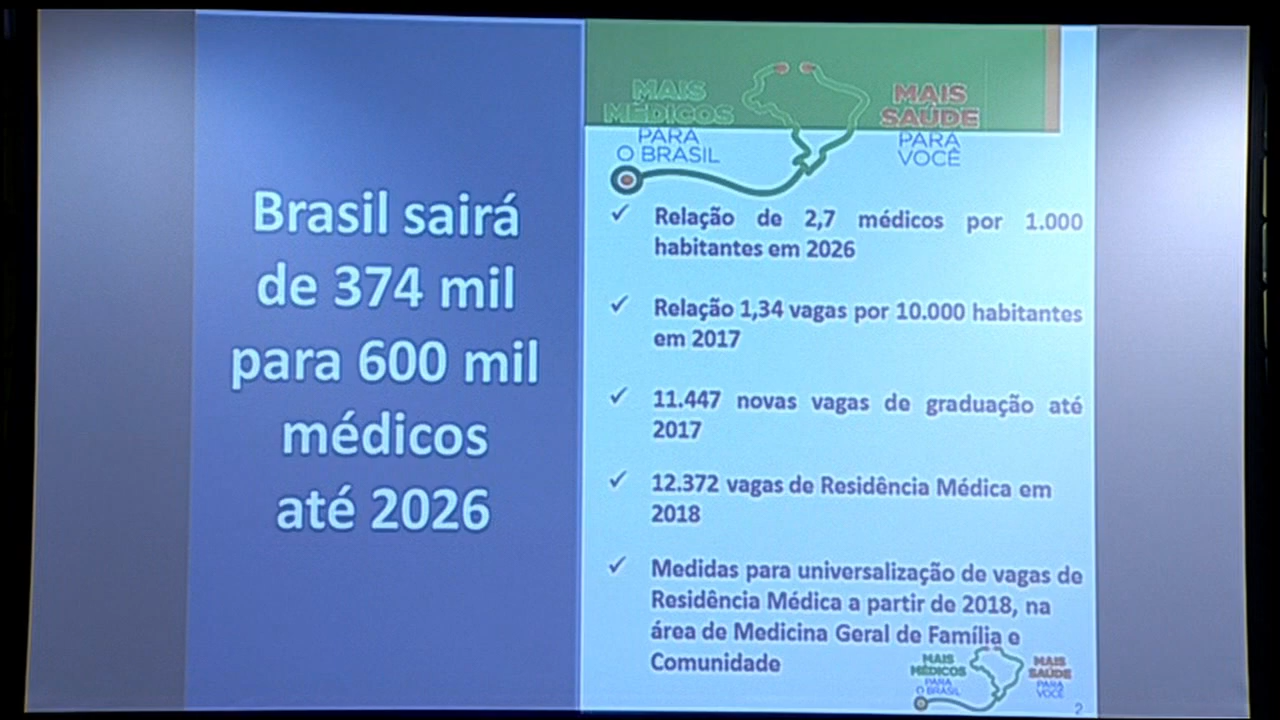 Brasil sairá
de 374 mil
para 600 mil
médicos
até 2026
MAIS
MÉDICOS
PARA
O BRASIL
MAIS
SAÚDE
PARA
VOCÊ
✓ Relação de 2,7 médicos por 1.000
habitantes em 2026
✓ Relação 1,34 vagas por 10.000 habitantes
em 2017
✓ 11.447 novas vagas de graduação até
2017
✓ 12.372 vagas de Residência Médica em
2018
✓ Medidas para universalização de vagas de
Residência Médica a partir de 2018, na
área de Medicina Geral de Família e
Comunidade
MAIS
MÉDICOS
PARA
O BRASIL
MAIS
SAÚDE
PARA
VOCÊ
2